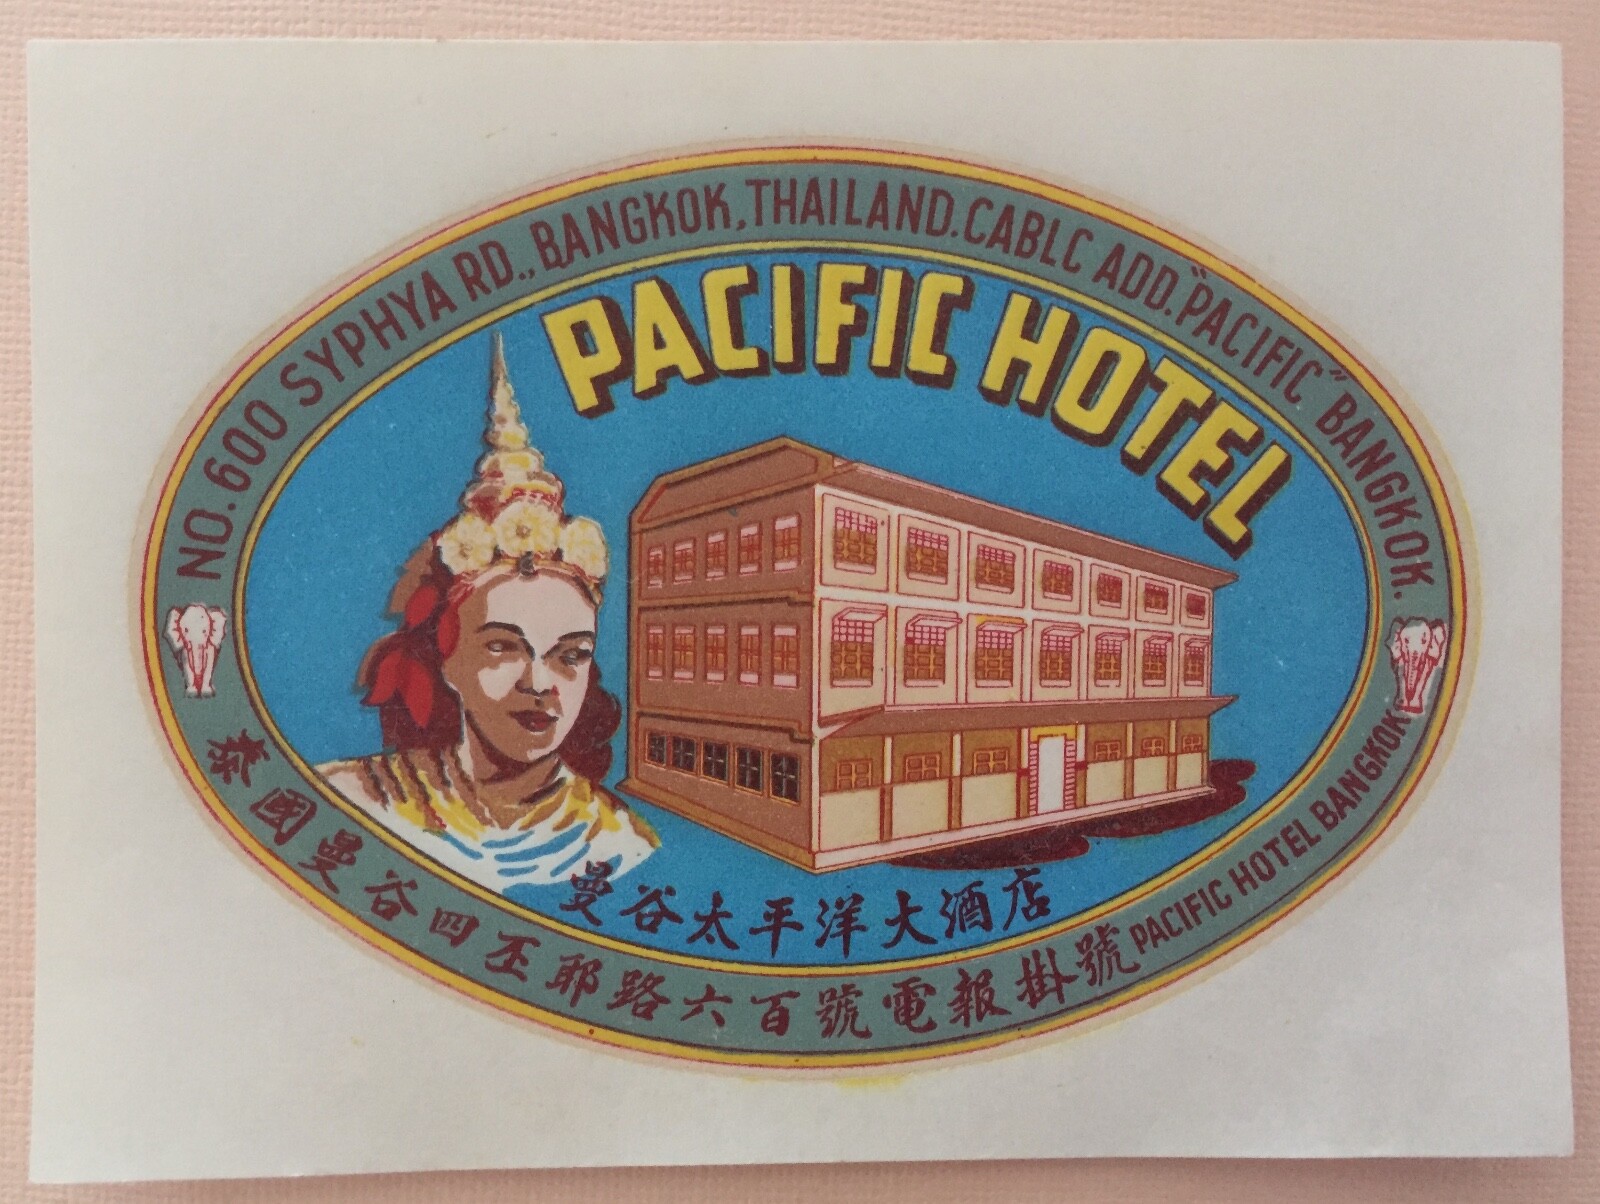 NO. 600 SYPHYA RD., BANGKOK, THAILAND. CABLC ADD. "PACIFIC" BANGKOK.
PACIFIC HOTEL
曼谷太平洋大酒店
泰國曼谷四丕耶路六百號電報掛號 PACIFIC HOTEL BANGKOK.